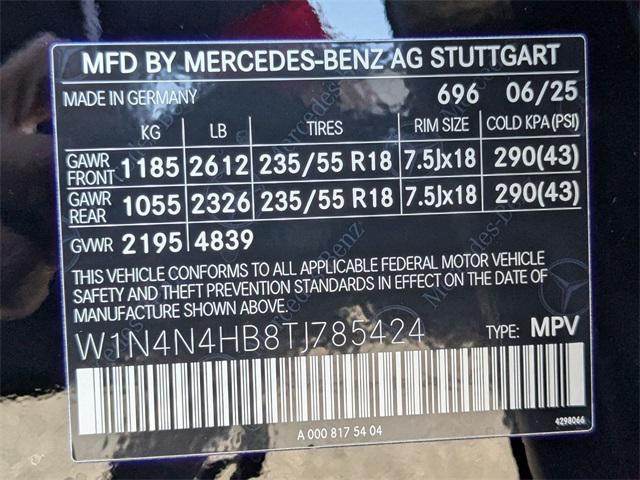 MFD BY MERCEDES-BENZ AG STUTTGART
MADE IN GERMANY 696 06/25
KG LB TIRES RIM SIZE COLD KPA(PSI)
GAWR FRONT 1185 2612 235/55 R18 7.5Jx18 290(43)
GAWR REAR 1055 2326 235/55 R18 7.5Jx18 290(43)
GVWR 2195 4839
THIS VEHICLE CONFORMS TO ALL APPLICABLE FEDERAL MOTOR VEHICLE
SAFETY AND THEFT PREVENTION STANDARDS IN EFFECT ON THE DATE OF
MANUFACTURE SHOWN ABOVE.
W1N4N4HB8TJ785424 TYPE: MPV
A 000 817 54 04
4298066